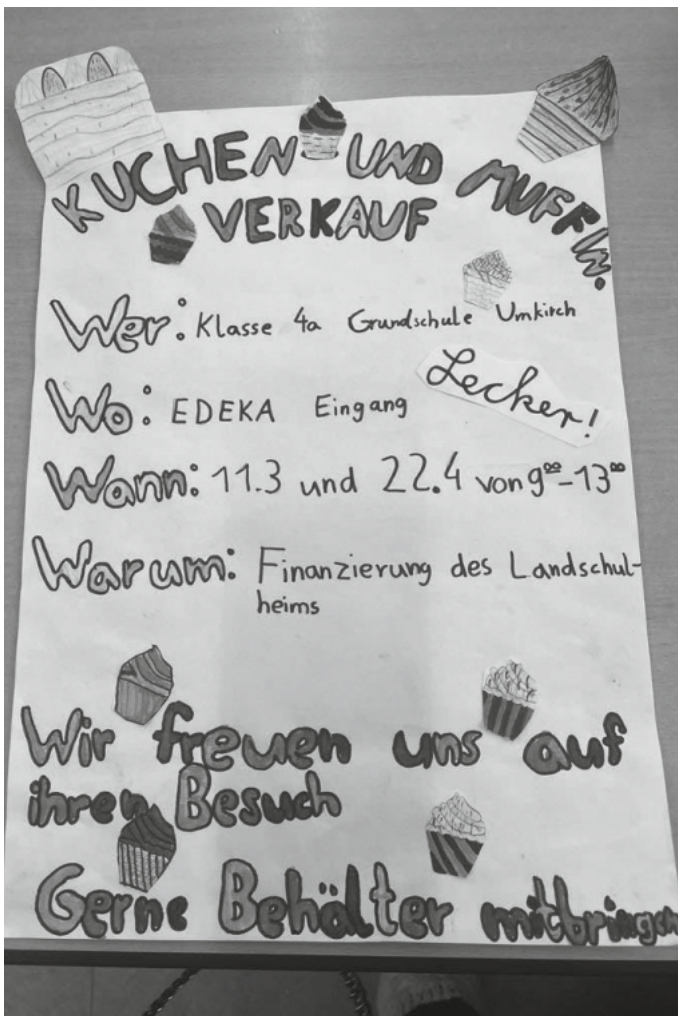 KUCHEN UND MUFFIN.
VERKAUF
Wer: Klasse 4a Grundschule Umkirch
Lecker!
Wo: EDEKA Eingang
Wann: 11.3 und 22.4 von 9⁰⁰-13⁰⁰
Warum: Finanzierung des Landschul-
heims
Wir freuen uns auf
ihren Besuch
Gerne Behälter mitbringen